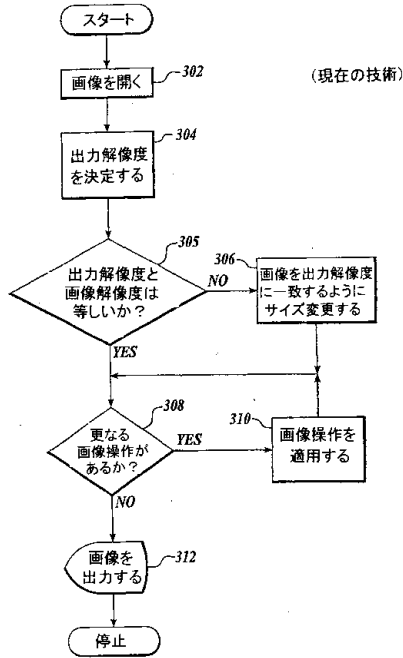 スタート
302
画像を開く
(現在の技術)
304
出力解像度
を決定する
305
出力解像度と
画像解像度は
等しいか?
NO
306
画像を出力解像度
に一致するように
サイズ変更する
YES
308
更なる
画像操作が
あるか?
YES
310
画像操作を
適用する
NO
312
画像を
出力する
停止